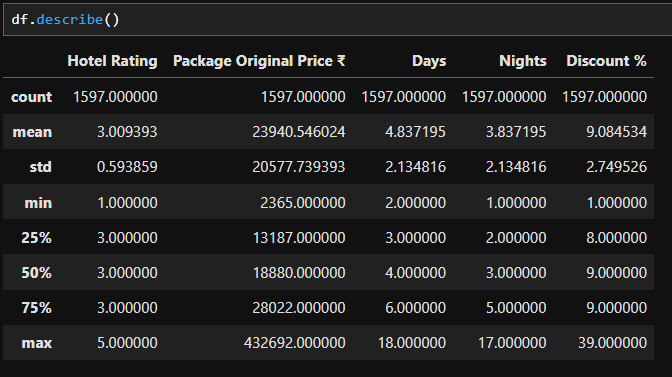 df.describe()
Hotel Rating Package Original Price ₹ Days Nights Discount %
count 1597.000000 1597.000000 1597.000000 1597.000000 1597.000000
mean 3.009393 23940.546024 4.837195 3.837195 9.084534
std 0.593859 20577.739393 2.134816 2.134816 2.749526
min 1.000000 2365.000000 2.000000 1.000000 1.000000
25% 3.000000 13187.000000 3.000000 2.000000 8.000000
50% 3.000000 18880.000000 4.000000 3.000000 9.000000
75% 3.000000 28022.000000 6.000000 5.000000 9.000000
max 5.000000 432692.000000 18.000000 17.000000 39.000000